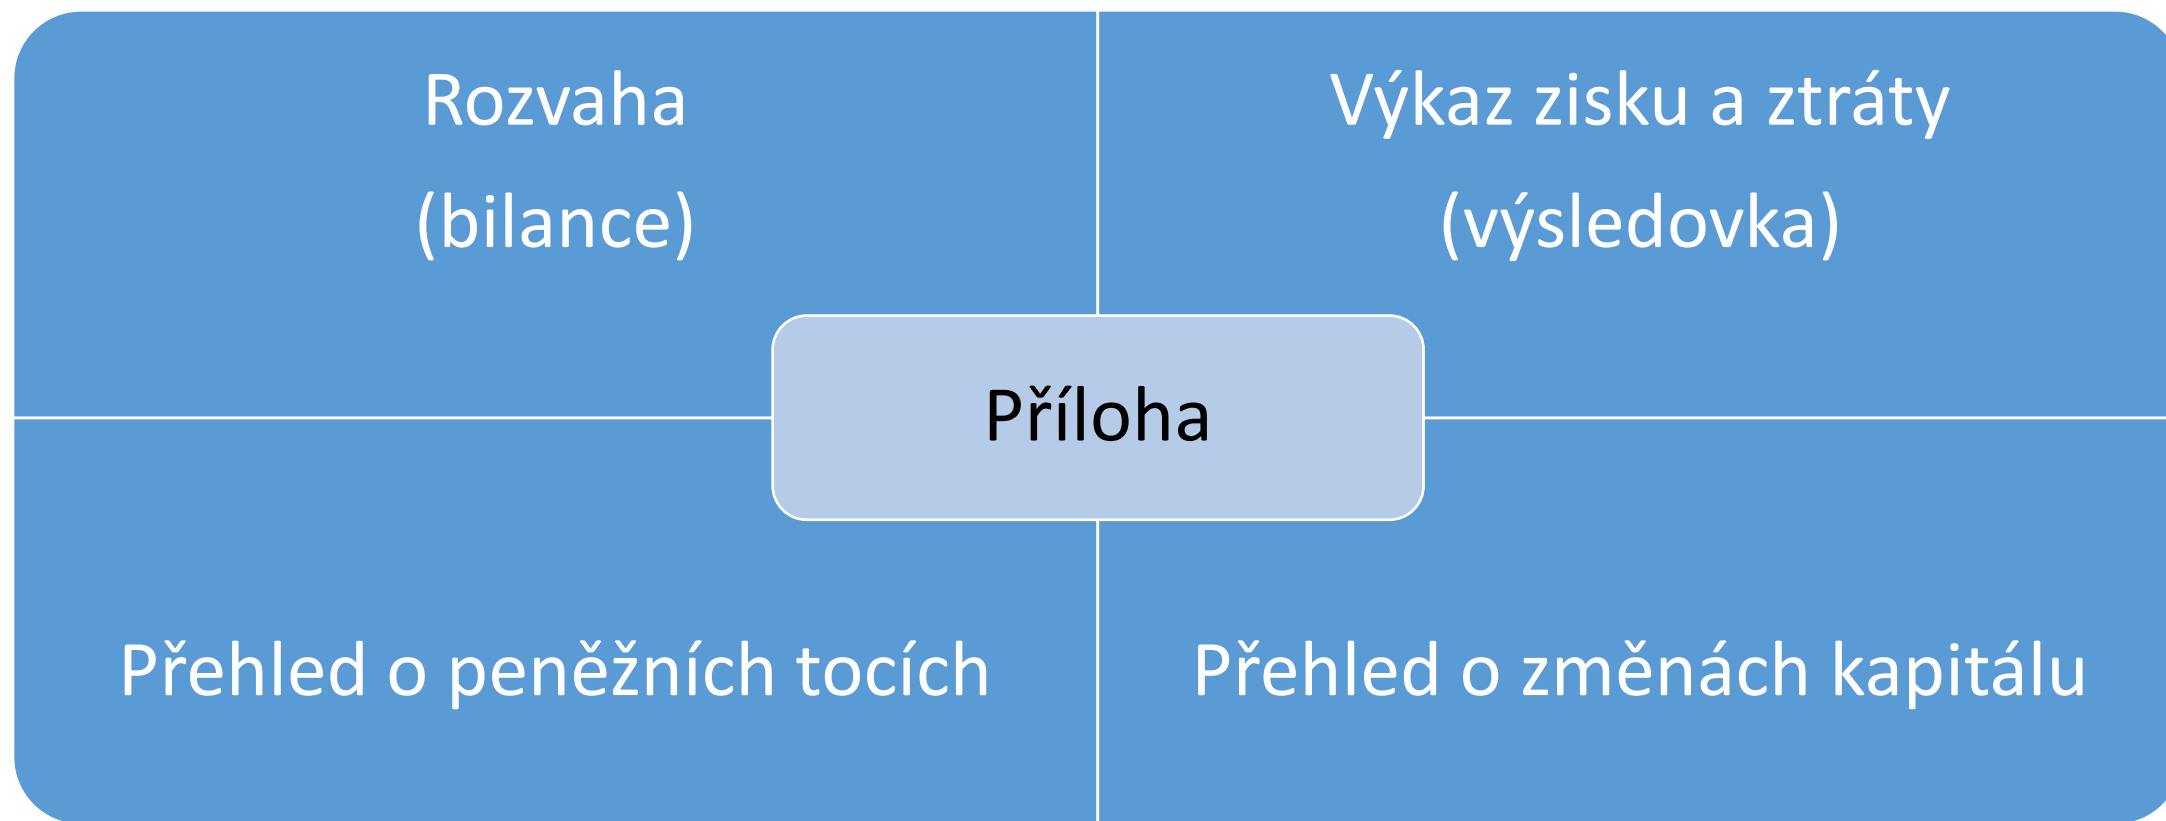 Rozvaha
(bilance)
Výkaz zisku a ztráty
(výsledovka)
Příloha
Přehled o peněžních tocích
Přehled o změnách kapitálu